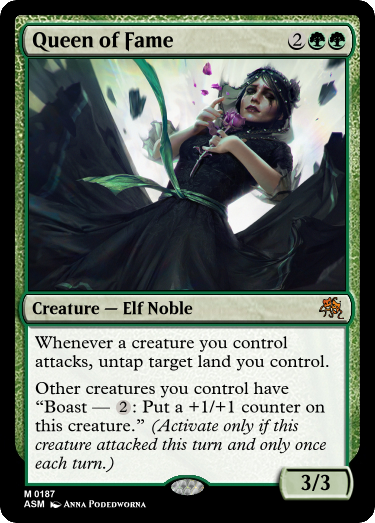 Queen of Fame 2
Creature — Elf Noble
Whenever a creature you control
attacks, untap target land you control.
Other creatures you control have
“Boast — 2: Put a +1/+1 counter on
this creature.” (Activate only if this
creature attacked this turn and only once
each turn.)
3/3
M 0187
ASM Anna Podedworna